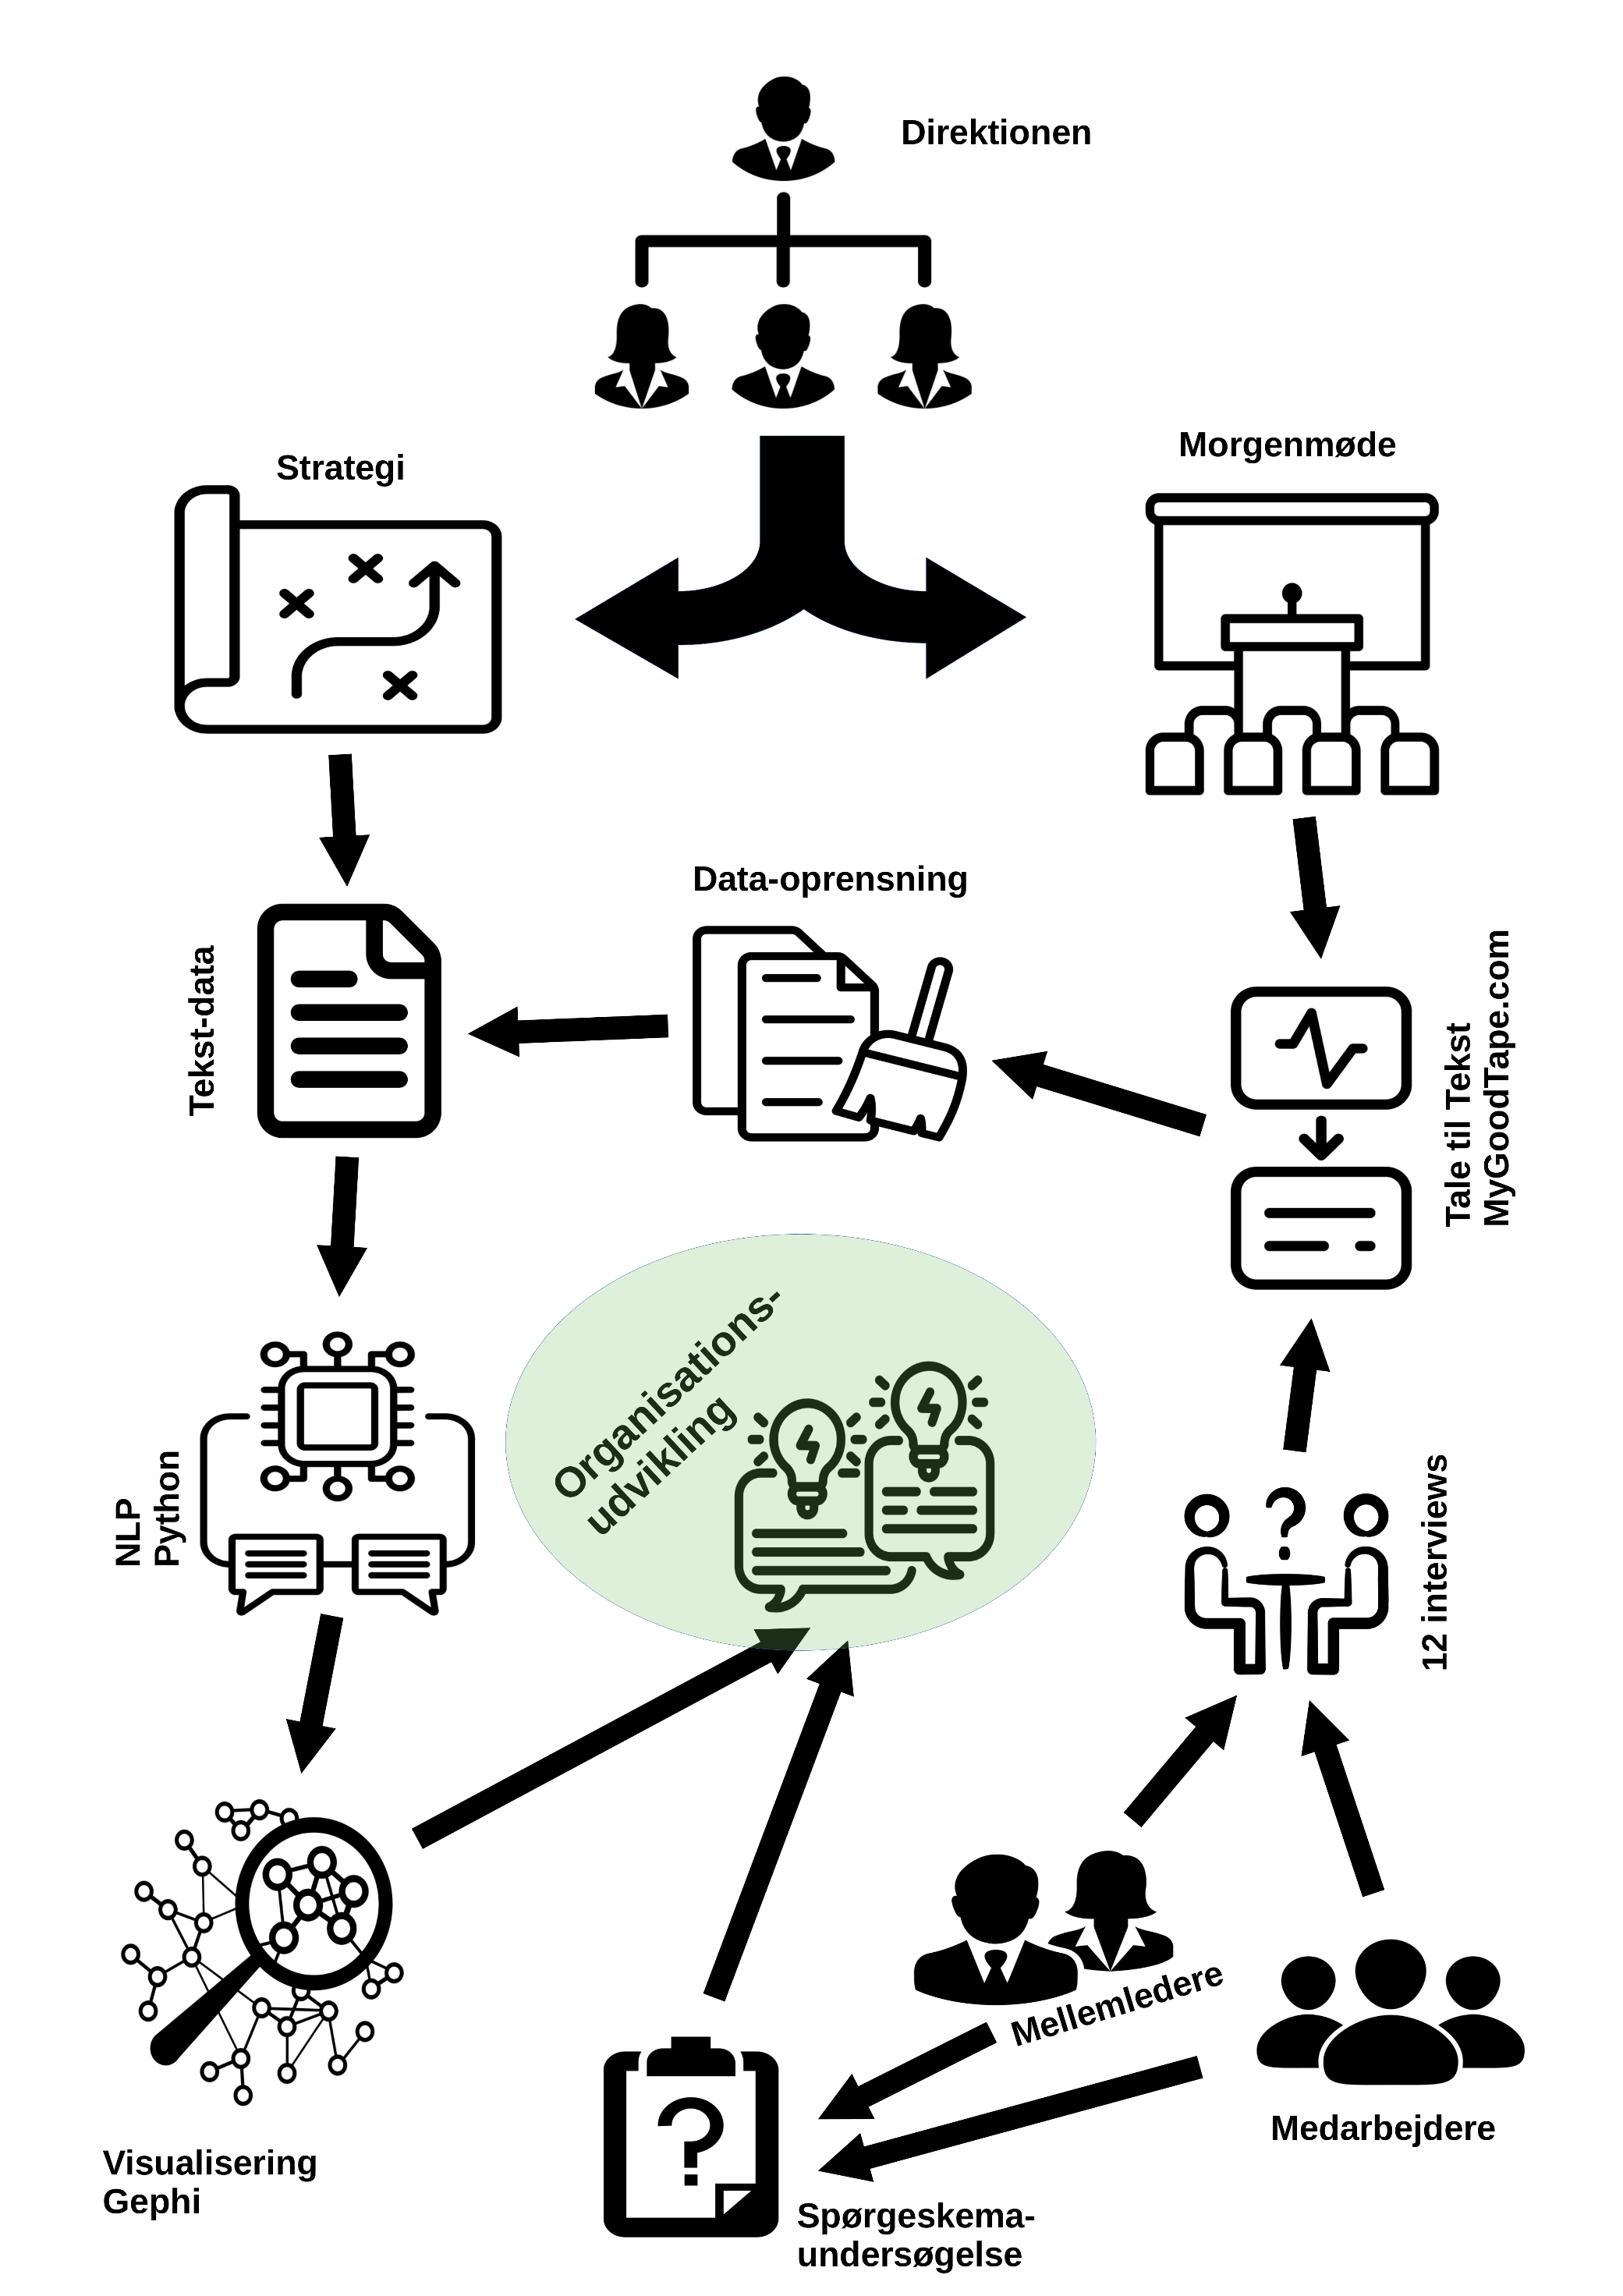 Direktionen
Strategi
Morgenmøde
Data-oprensning
Tekst-data
Tale til Tekst
MyGoodTape.com
Organisations-
udvikling
NLP
Python
12 interviews
Mellemledere
Medarbejdere
Visualisering
Gephi
Spørgeskema-
undersøgelse